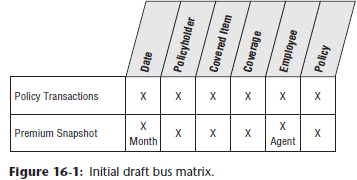 Date
Policyholder
Covered Item
Coverage
Employee
Policy
Policy Transactions X X X X X X
Premium Snapshot X Month X X X X Agent X
Figure 16-1: Initial draft bus matrix.